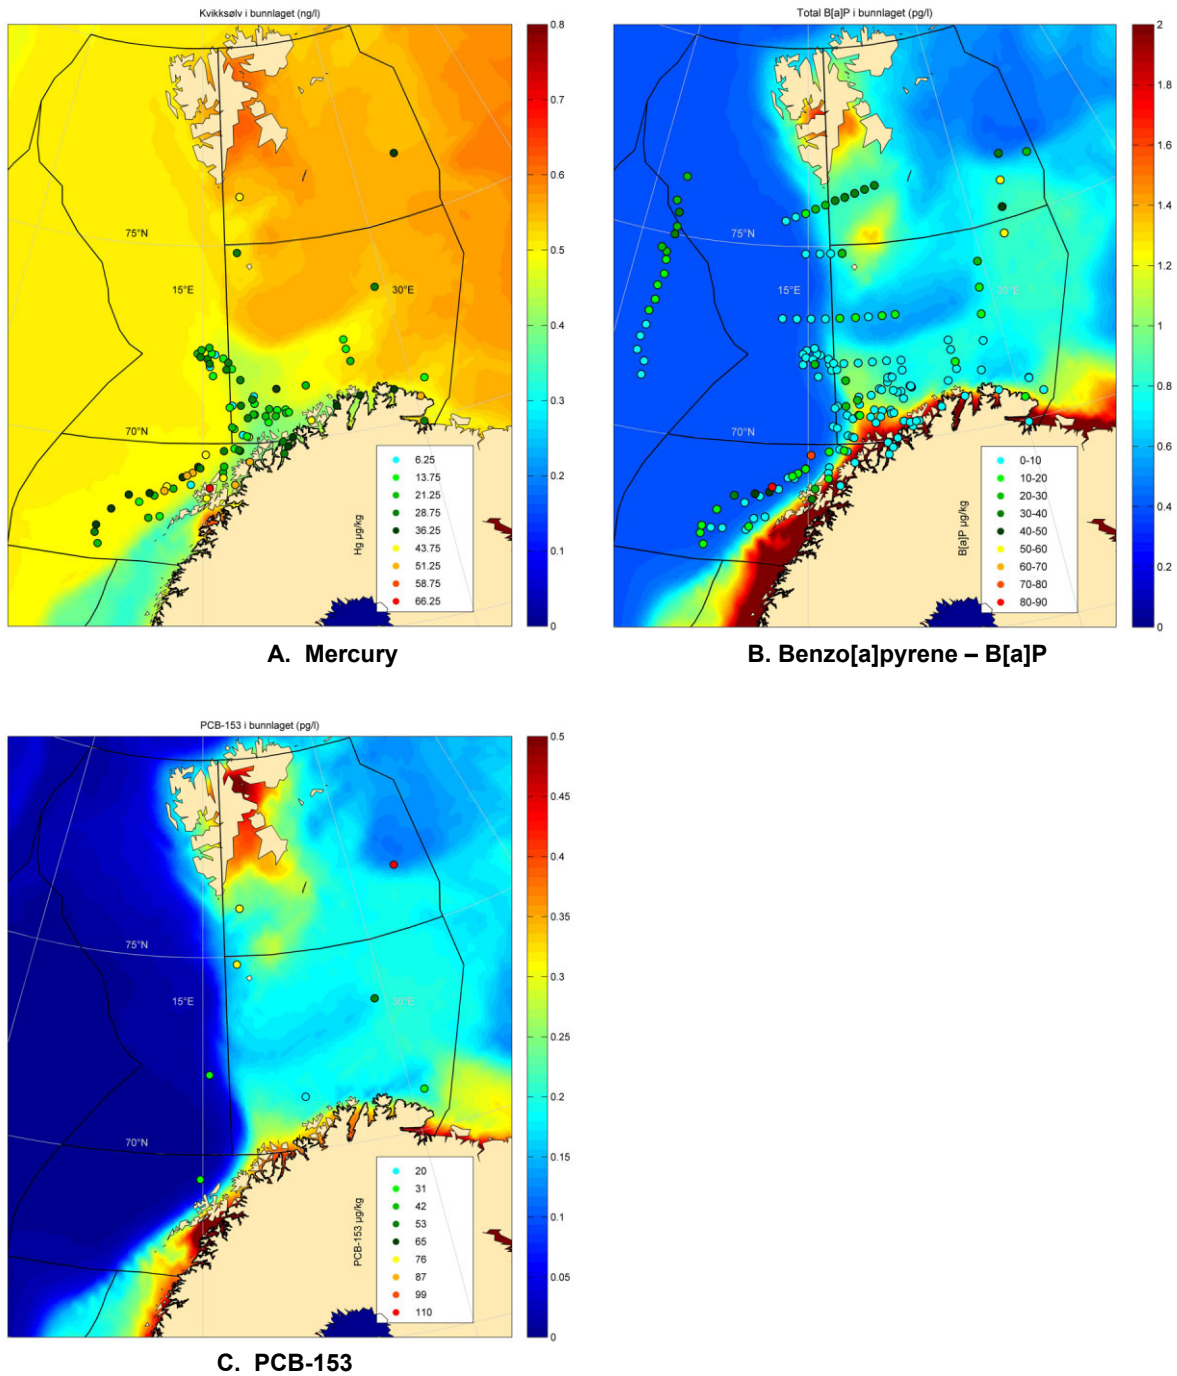 Kvikksølv i bunnlaget (ng/l)
0.8
0.7
0.6
0.5
0.4
0.3
0.2
0.1
0
75°N
15°E
30°E
70°N
Hg µg/kg
6.25
13.75
21.25
28.75
36.25
43.75
51.25
58.75
66.25
A. Mercury
Total B[a]P i bunnlaget (pg/l)
2
1.8
1.6
1.4
1.2
1
0.8
0.6
0.4
0.2
0
75°N
15°E
30°E
70°N
B[a]P µg/kg
0-10
10-20
20-30
30-40
40-50
50-60
60-70
70-80
80-90
B. Benzo[a]pyrene – B[a]P
PCB-153 i bunnlaget (pg/l)
0.5
0.45
0.4
0.35
0.3
0.25
0.2
0.15
0.1
0.05
0
75°N
15°E
30°E
70°N
PCB-153 µg/kg
20
31
42
53
65
76
87
99
110
C. PCB-153